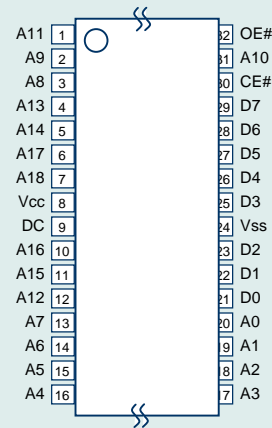 A11 1 32 OE#
A9 2 31 A10
A8 3 30 CE#
A13 4 29 D7
A14 5 28 D6
A17 6 27 D5
A18 7 26 D4
Vcc 8 25 D3
DC 9 24 Vss
A16 10 23 D2
A15 11 22 D1
A12 12 21 D0
A7 13 20 A0
A6 14 19 A1
A5 15 18 A2
A4 16 17 A3